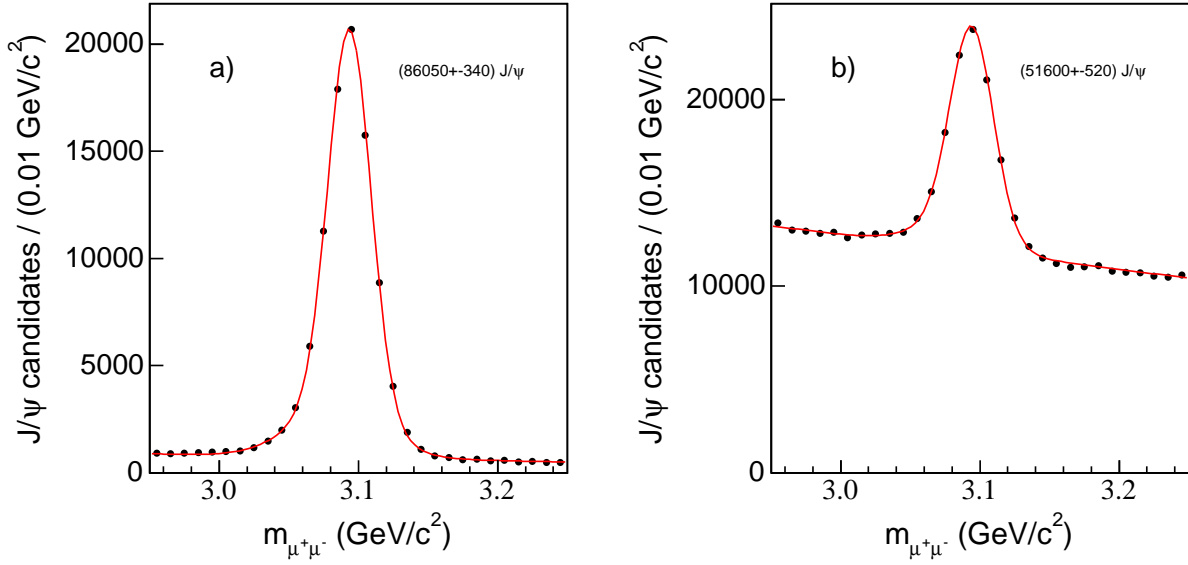 J/ψ candidates / (0.01 GeV/c²)
20000
15000
10000
5000
0
a)
(86050+-340) J/ψ
3.0
3.1
3.2
m_μ⁺μ⁻ (GeV/c²)
J/ψ candidates / (0.01 GeV/c²)
20000
10000
0
b)
(51600+-520) J/ψ
3.0
3.1
3.2
m_μ⁺μ⁻ (GeV/c²)